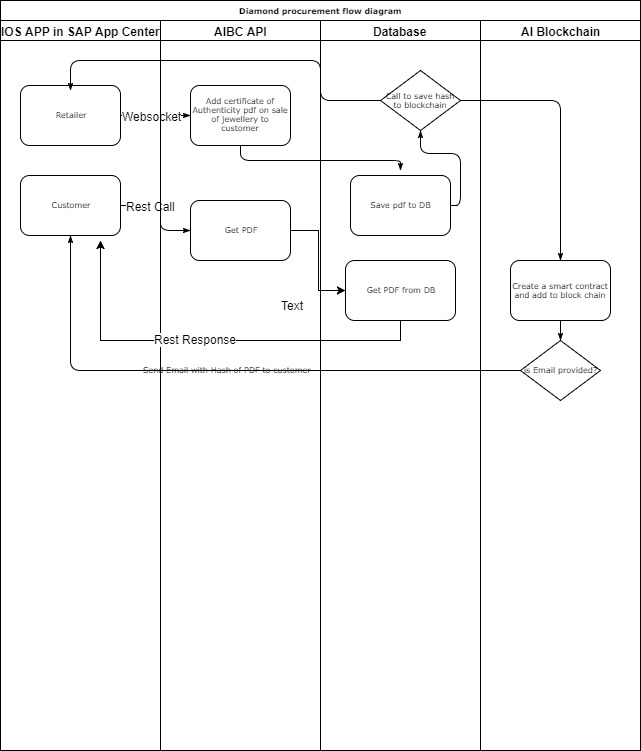 Diamond procurement flow diagram
IOS APP in SAP App Center
AIBC API
Database
AI Blockchain
Retailer
Websocket
Add certificate of
Authenticity pdf on sale
of jewellery to
customer
Call to save hash
to blockchain
Customer
Rest Call
Get PDF
Save pdf to DB
Get PDF from DB
Create a smart contract
and add to block chain
Text
Rest Response
Send Email with Hash of PDF to customer
is Email provided?